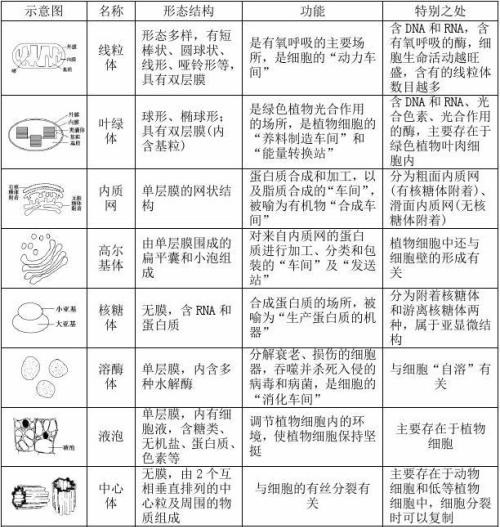 示意图 名称 形态结构 功能 特别之处
外膜
内膜
嵴
基质
线粒
体
形态多样，有短
棒状、圆球状、
线形、哑铃形等，
具有双层膜
是有氧呼吸的主要场
所，是细胞的“动力车
间”
含 DNA 和 RNA，含
有氧呼吸的酶，细
胞生命活动越旺
盛，含有的线粒体
数目越多
外膜
内膜
类囊体
基粒
基质
叶绿
体
球形、椭球形；
具有双层膜(内
含基粒)
是绿色植物光合作用
的场所，是植物细胞的
“养料制造车间”和
“能量转换站”
含 DNA 和 RNA、光
合色素、光合作用
的酶，主要存在于
绿色植物叶肉细
胞内
内质
网
单层膜的网状结
构
蛋白质合成和加工，以
及脂质合成的“车间”，
被喻为有机物“合成车
间”
分为粗面内质网
(有核糖体附着)、
滑面内质网(无核
糖体附着)
高尔
基体
由单层膜围成的
扁平囊和小泡组
成
对来自内质网的蛋白
质进行加工、分类和包
装的“车间”及“发送
站”
植物细胞中还与
细胞壁的形成有
关
小亚基
大亚基
核糖
体
无膜，含 RNA 和
蛋白质
合成蛋白质的场所，被
喻为“生产蛋白质的机
器”
分为附着核糖体
和游离核糖体两
种，属于亚显微结
构
溶酶
体
单层膜，内含多
种水解酶
分解衰老、损伤的细胞
器，吞噬并杀死入侵的
病毒和病菌，是细胞的
“消化车间”
与细胞“自溶”有
关
液泡
液泡
单层膜，内有细
胞液，含糖类、
无机盐、蛋白质、
色素等
调节植物细胞内的环
境，使植物细胞保持坚
挺
主要存在于植物
细胞
中心
体
无膜，由 2 个互
相垂直排列的中
心粒及周围的物
质组成
与细胞的有丝分裂有
关
主要存在于动物
细胞和低等植物
细胞中，细胞分裂
时可以复制